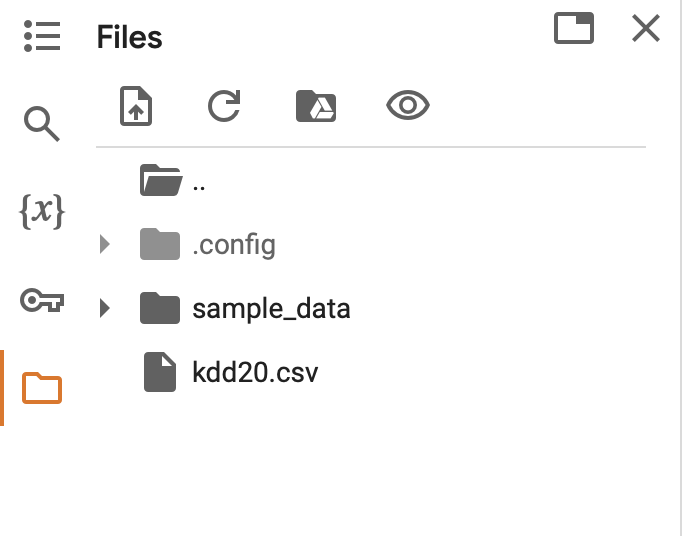 Files
{x}
..
.config
sample_data
kdd20.csv